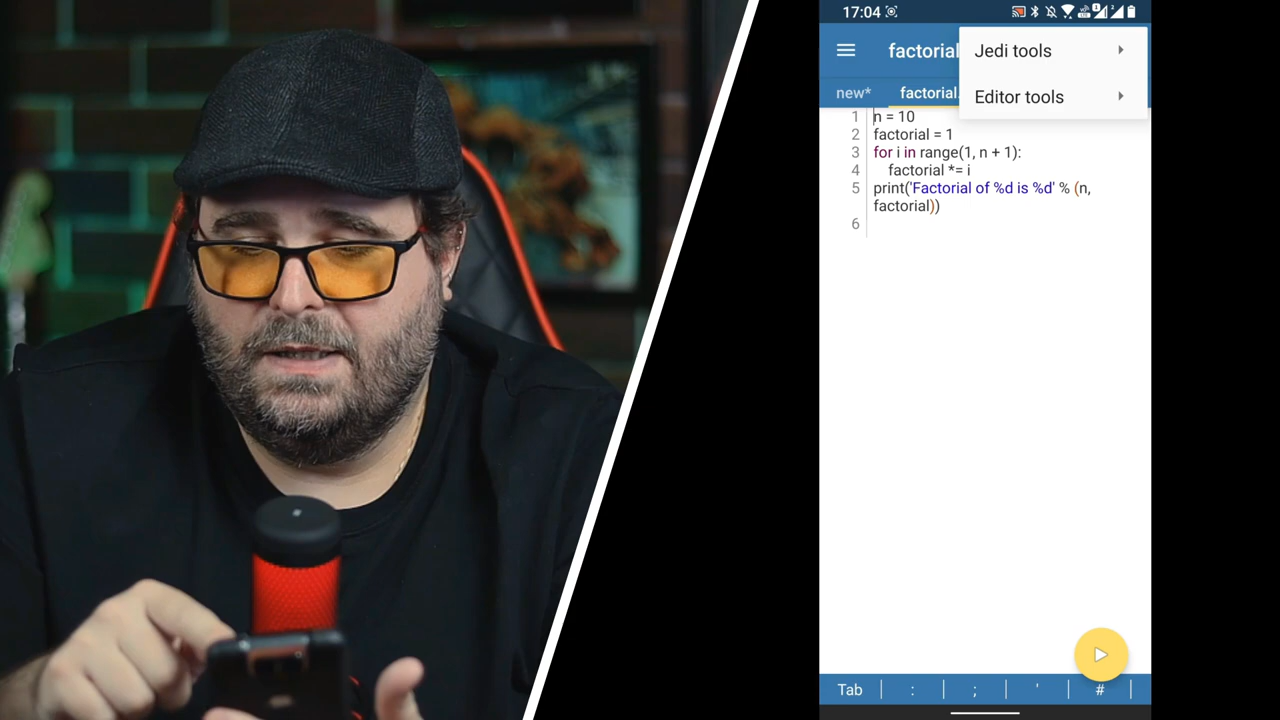 17:04
factorial
Jedi tools
Editor tools
new*
factorial.
1 n = 10
2 factorial = 1
3 for i in range(1, n + 1):
4 factorial *= i
5 print('Factorial of %d is %d' % (n,
factorial))
6
Tab | : | ; | ' | # |